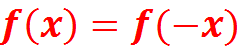 f(x) = f(−x)